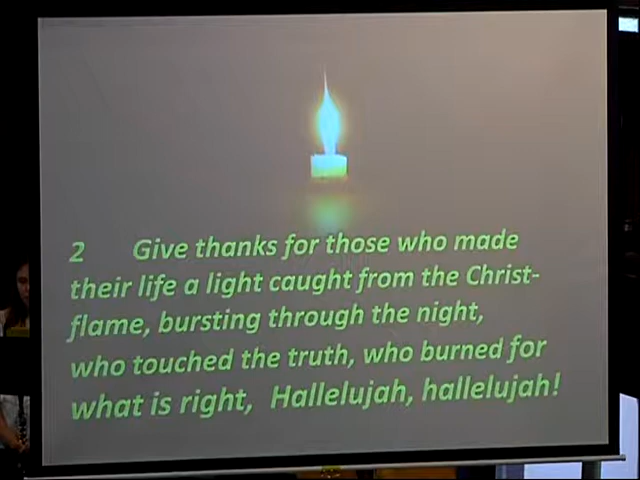 2 Give thanks for those who made
their life a light caught from the Christ-
flame, bursting through the night,
who touched the truth, who burned for
what is right, Hallelujah, hallelujah!